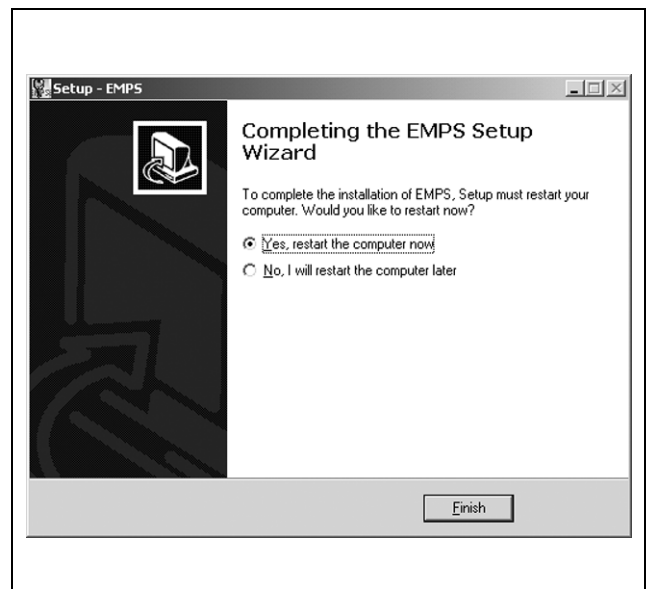 Setup - EMPS
Completing the EMPS Setup
Wizard
To complete the installation of EMPS, Setup must restart your
computer. Would you like to restart now?
Yes, restart the computer now
No, I will restart the computer later
Finish